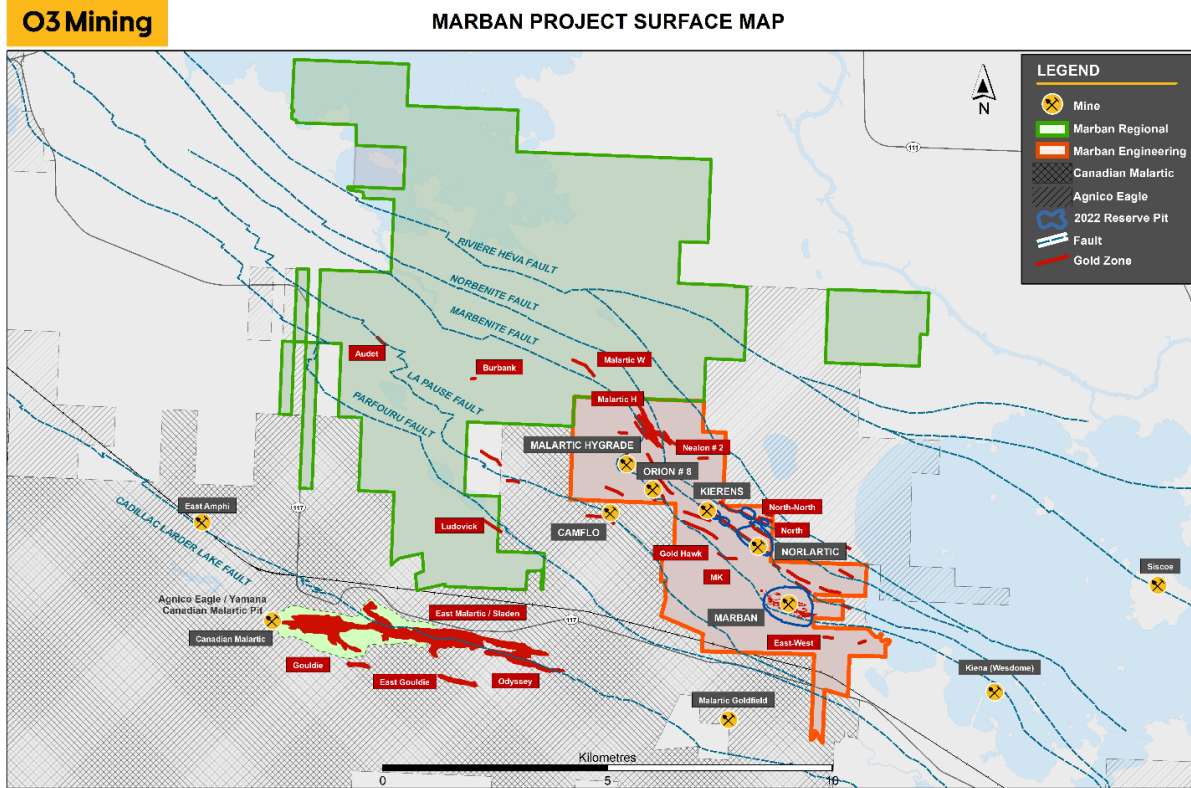 O3 Mining
MARBAN PROJECT SURFACE MAP
LEGEND
Mine
Marban Regional
Marban Engineering
Canadian Malartic
Agnico Eagle
2022 Reserve Pit
Fault
Gold Zone
N
111
RIVIÈRE HÉVA FAULT
NORBENITE FAULT
MARBENITE FAULT
Audet
Burbank
Malartic W
LA PAUSE FAULT
PARFOURU FAULT
Malartic H
MALARTIC HYGRADE
Nealon # 2
ORION # 8
KIERENS
East Amphi
117
CADILLAC LARDER LAKE FAULT
Ludovick
CAMFLO
North-North
North
Gold Hawk
NORLARTIC
MK
Siscoe
Agnico Eagle / Yamana
Canadian Malartic Pit
Canadian Malartic
East Malartic / Sladen
117
MARBAN
East-West
Gouldie
East Gouldie
Odyssey
Kiena (Wesdome)
Malartic Goldfield
Kilometres
0
5
10